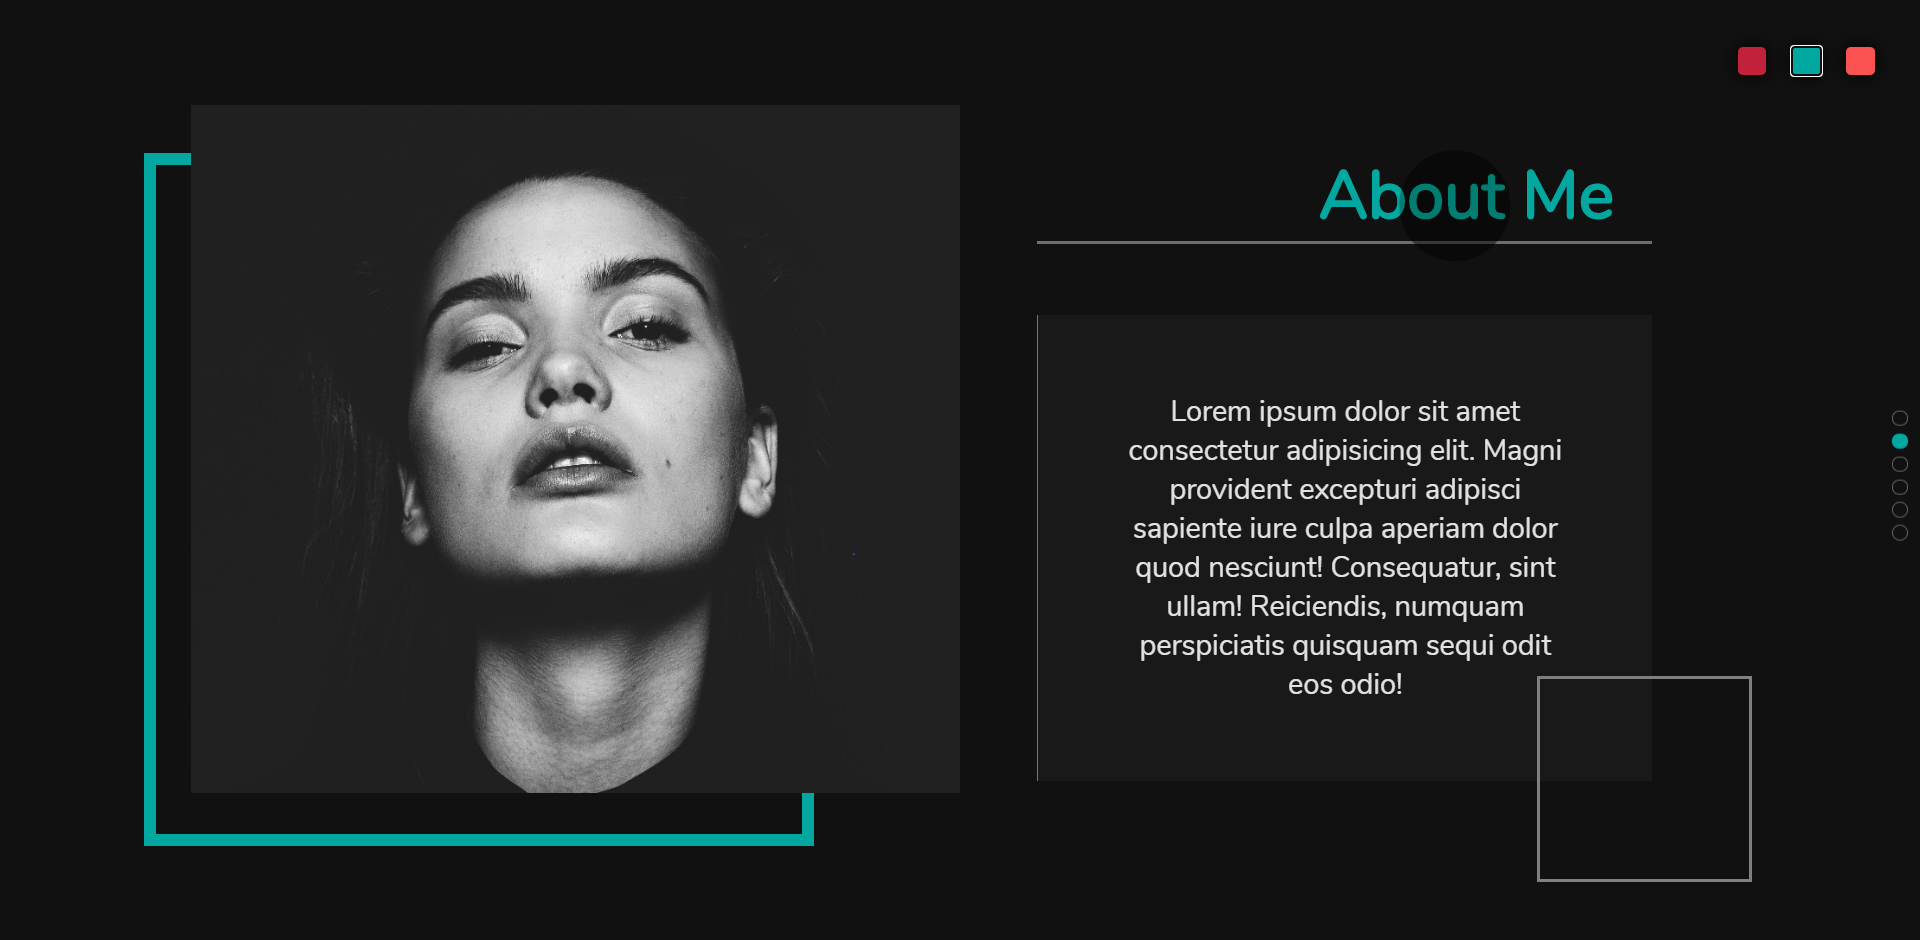 About Me
Lorem ipsum dolor sit amet
consectetur adipisicing elit. Magni
provident excepturi adipisci
sapiente iure culpa aperiam dolor
quod nesciunt! Consequatur, sint
ullam! Reiciendis, numquam
perspiciatis quisquam sequi odit
eos odio!